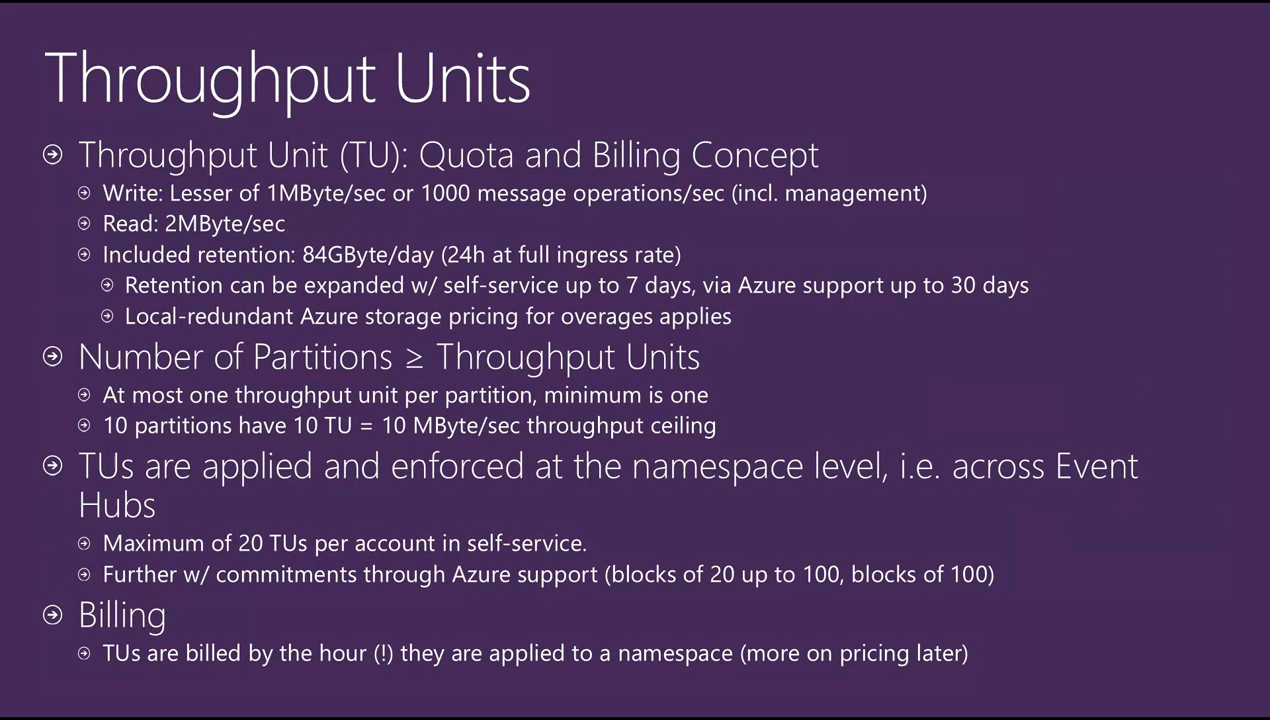 Throughput Units
Throughput Unit (TU): Quota and Billing Concept
Write: Lesser of 1MByte/sec or 1000 message operations/sec (incl. management)
Read: 2MByte/sec
Included retention: 84GByte/day (24h at full ingress rate)
Retention can be expanded w/ self-service up to 7 days, via Azure support up to 30 days
Local-redundant Azure storage pricing for overages applies
Number of Partitions ≥ Throughput Units
At most one throughput unit per partition, minimum is one
10 partitions have 10 TU = 10 MByte/sec throughput ceiling
TUs are applied and enforced at the namespace level, i.e. across Event
Hubs
Maximum of 20 TUs per account in self-service.
Further w/ commitments through Azure support (blocks of 20 up to 100, blocks of 100)
Billing
TUs are billed by the hour (!) they are applied to a namespace (more on pricing later)